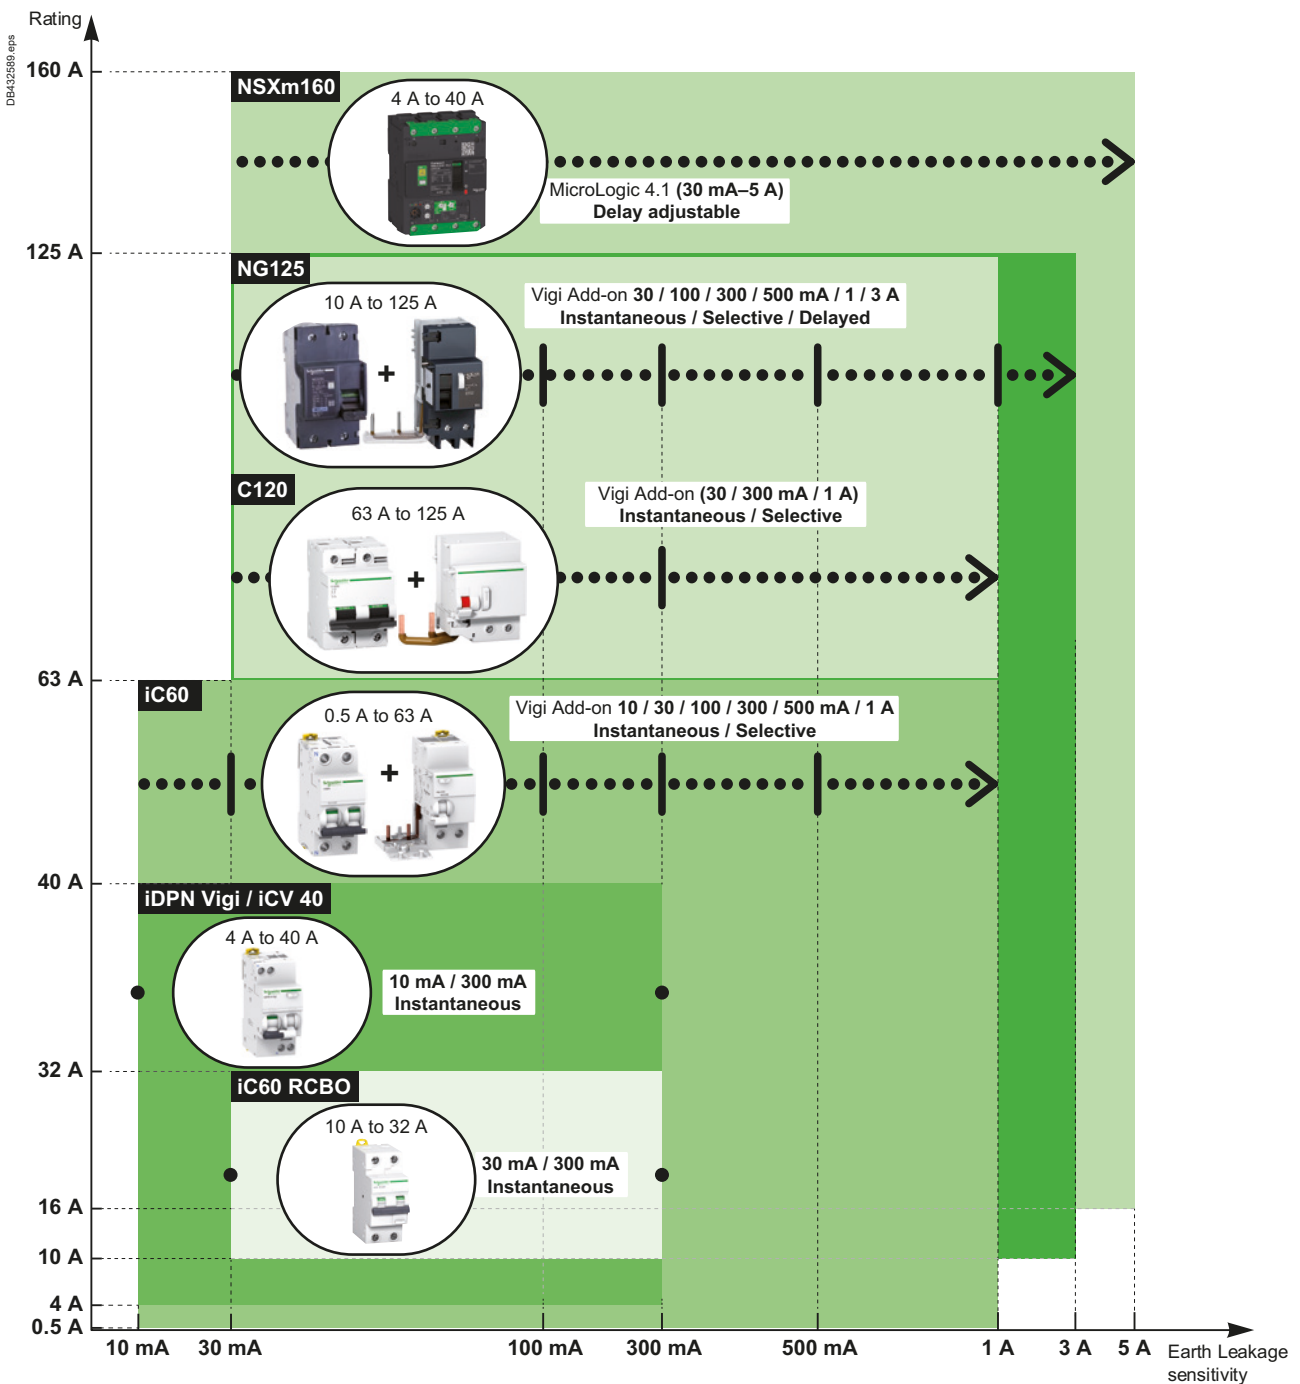 Rating
DB432589.eps
160 A
NSXm160
4 A to 40 A
MicroLogic 4.1 (30 mA–5 A)
Delay adjustable
125 A
NG125
10 A to 125 A
Vigi Add-on 30 / 100 / 300 / 500 mA / 1 / 3 A
Instantaneous / Selective / Delayed
+
C120
63 A to 125 A
Vigi Add-on (30 / 300 mA / 1 A)
Instantaneous / Selective
+
63 A
iC60
0.5 A to 63 A
Vigi Add-on 10 / 30 / 100 / 300 / 500 mA / 1 A
Instantaneous / Selective
+
40 A
iDPN Vigi / iCV 40
4 A to 40 A
10 mA / 300 mA
Instantaneous
32 A
iC60 RCBO
10 A to 32 A
30 mA / 300 mA
Instantaneous
16 A
10 A
4 A
0.5 A
10 mA 30 mA 100 mA 300 mA 500 mA 1 A 3 A 5 A
Earth Leakage
sensitivity